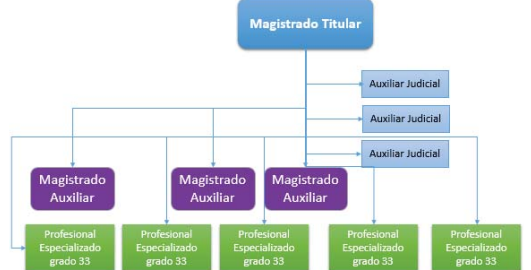 Magistrado Titular
Auxiliar Judicial
Auxiliar Judicial
Auxiliar Judicial
Magistrado
Auxiliar
Magistrado
Auxiliar
Magistrado
Auxiliar
Profesional
Especializado
grado 33
Profesional
Especializado
grado 33
Profesional
Especializado
grado 33
Profesional
Especializado
grado 33
Profesional
Especializado
grado 33